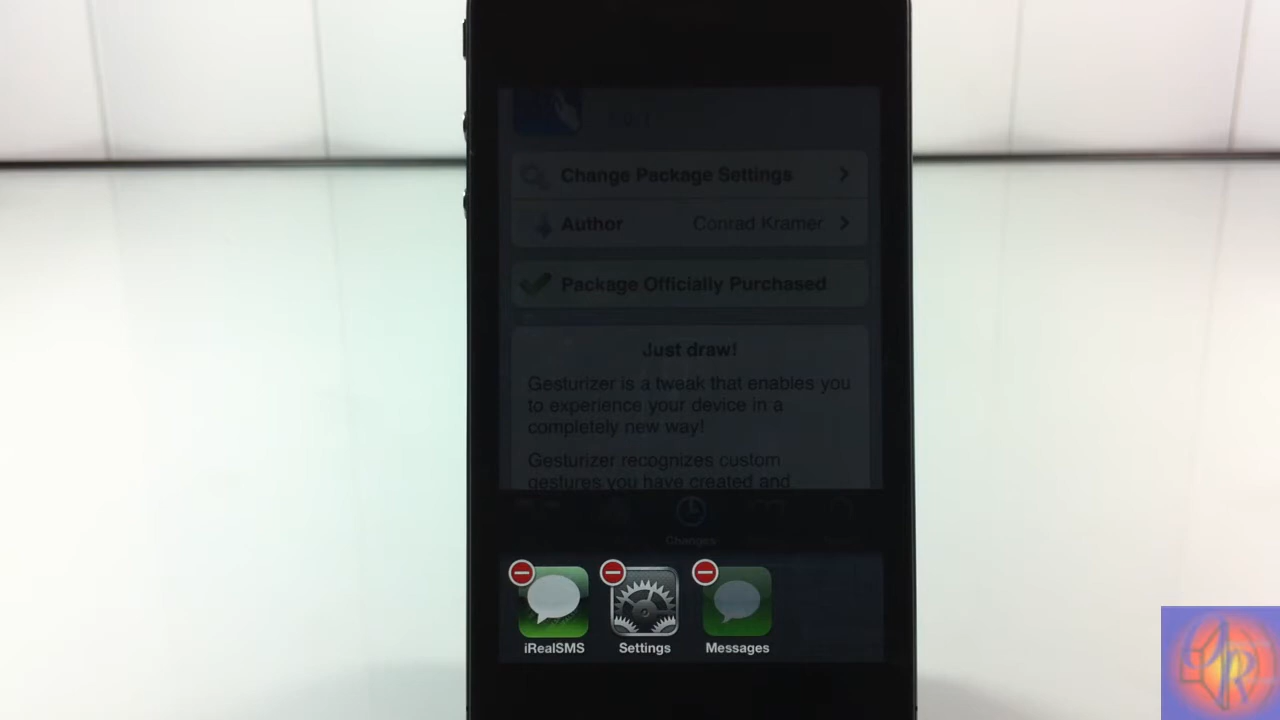 Change Package Settings
Author Conrad Kramer
Package Officially Purchased
Just draw!
Gesturizer is a tweak that enables you
to experience your device in a
completely new way!
Gesturizer recognizes custom
gestures you have created and
Changes
iRealSMS Settings Messages
R